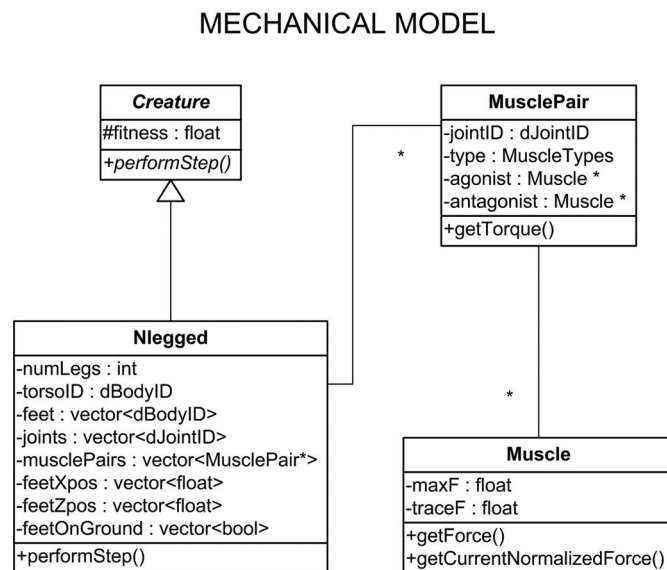 MECHANICAL MODEL
Creature
#fitness : float
+performStep()
MusclePair
-jointID : dJointID
-type : MuscleTypes
-agonist : Muscle *
-antagonist : Muscle *
+getTorque()
*
Nlegged
-numLegs : int
-torsoID : dBodyID
-feet : vector<dBodyID>
-joints : vector<dJointID>
-musclePairs : vector<MusclePair*>
-feetXpos : vector<float>
-feetZpos : vector<float>
-feetOnGround : vector<bool>
+performStep()
*
Muscle
-maxF : float
-traceF : float
+getForce()
+getCurrentNormalizedForce()